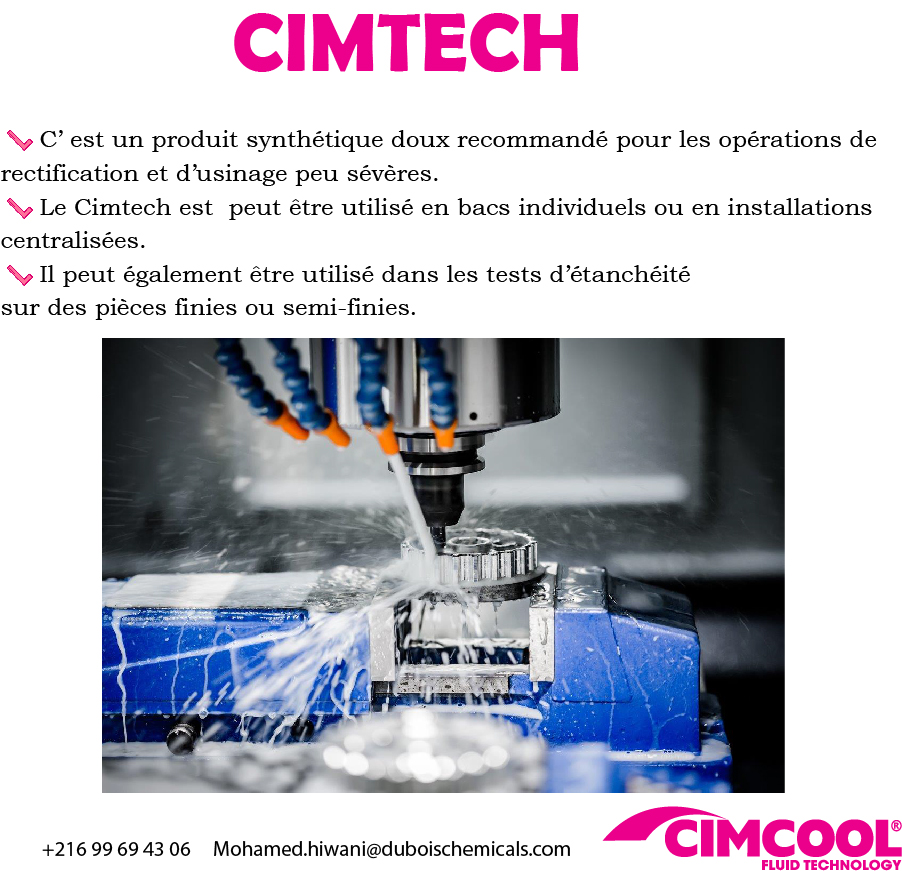 CIMTECH
C’ est un produit synthétique doux recommandé pour les opérations de
rectification et d’usinage peu sévères.
Le Cimtech est  peut être utilisé en bacs individuels ou en installations
centralisées.
Il peut également être utilisé dans les tests d’étanchéité
sur des pièces finies ou semi-finies.
+216 99 69 43 06    Mohamed.hiwani@duboischemicals.com
CIMCOOL®
FLUID TECHNOLOGY